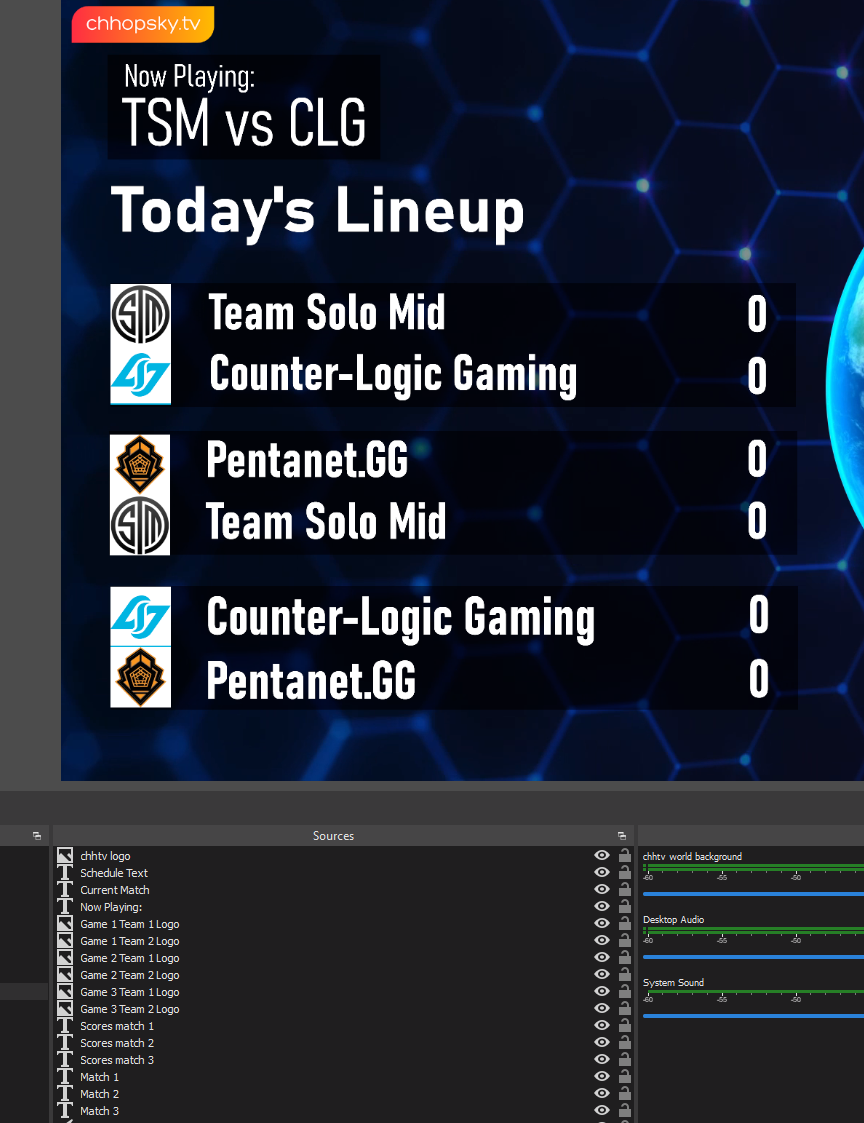 chhopsky.tv
Now Playing:
TSM vs CLG
Today's Lineup
TSM
Team Solo Mid 0
Counter-Logic Gaming 0
Pentanet.GG 0
TSM
Team Solo Mid 0
Counter-Logic Gaming 0
Pentanet.GG 0
Sources
chhtv logo
Schedule Text
Current Match
Now Playing:
Game 1 Team 1 Logo
Game 1 Team 2 Logo
Game 2 Team 1 Logo
Game 2 Team 2 Logo
Game 3 Team 1 Logo
Game 3 Team 2 Logo
Scores match 1
Scores match 2
Scores match 3
Match 1
Match 2
Match 3
chhtv world background
-60 -55 -50
Desktop Audio
-60 -55 -50
System Sound
-60 -55 -50